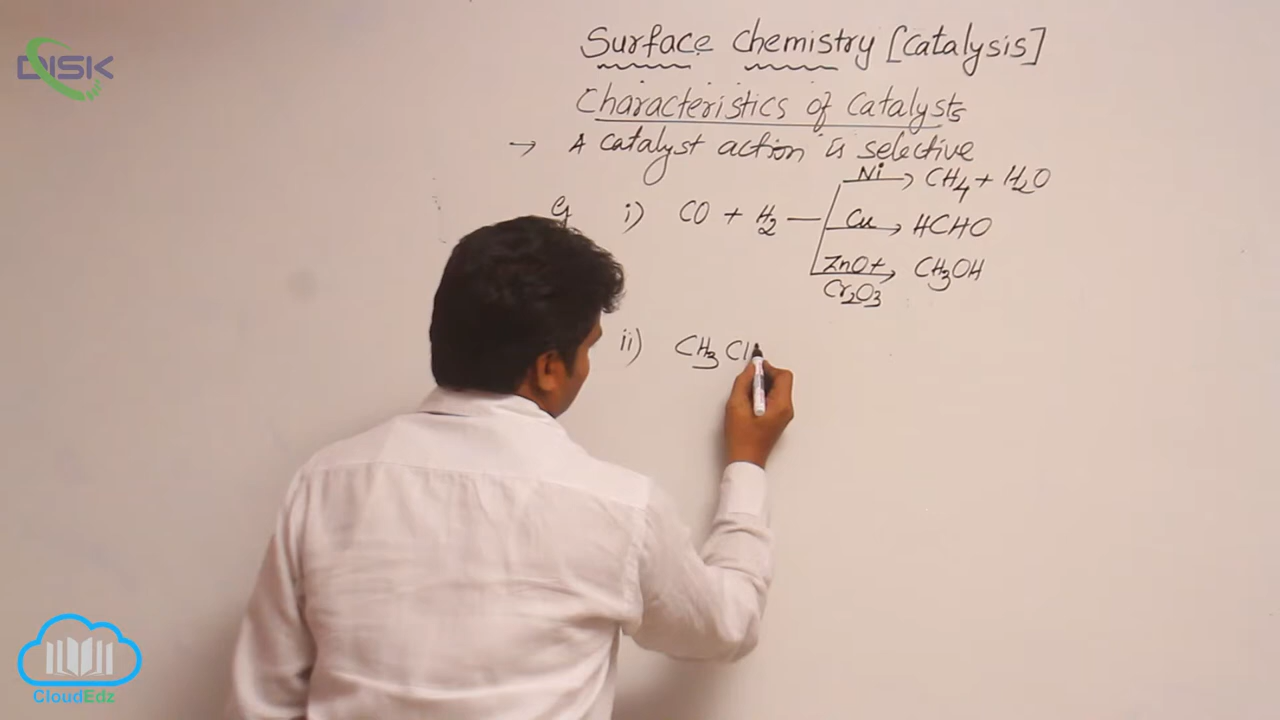 DISK
Surface Chemistry [Catalysis]
Characteristics of Catalysts
→ A catalyst action is selective
Ni → CH₄ + H₂O
i) CO + H₂ — Cu → HCHO
ZnO + Cr₂O₃ → CH₃OH
ii) CH₃ Cl
CloudEdz